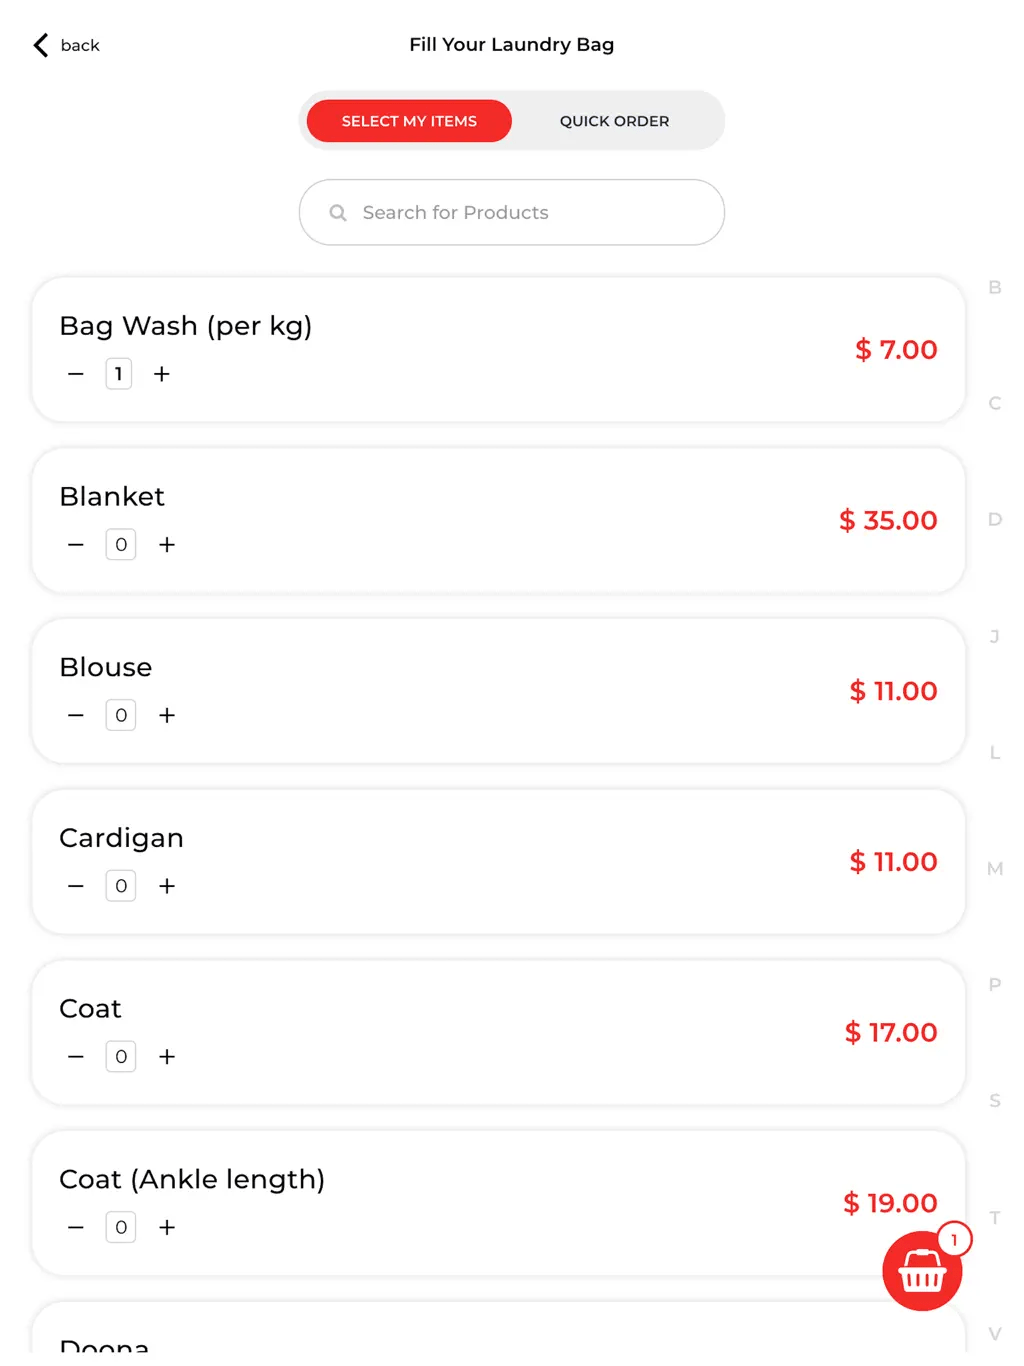 back
Fill Your Laundry Bag
SELECT MY ITEMS
QUICK ORDER
Search for Products
Bag Wash (per kg)
1
$ 7.00
Blanket
0
$ 35.00
Blouse
0
$ 11.00
Cardigan
0
$ 11.00
Coat
0
$ 17.00
Coat (Ankle length)
0
$ 19.00
1
Doona
B
C
D
J
L
M
P
S
T
V